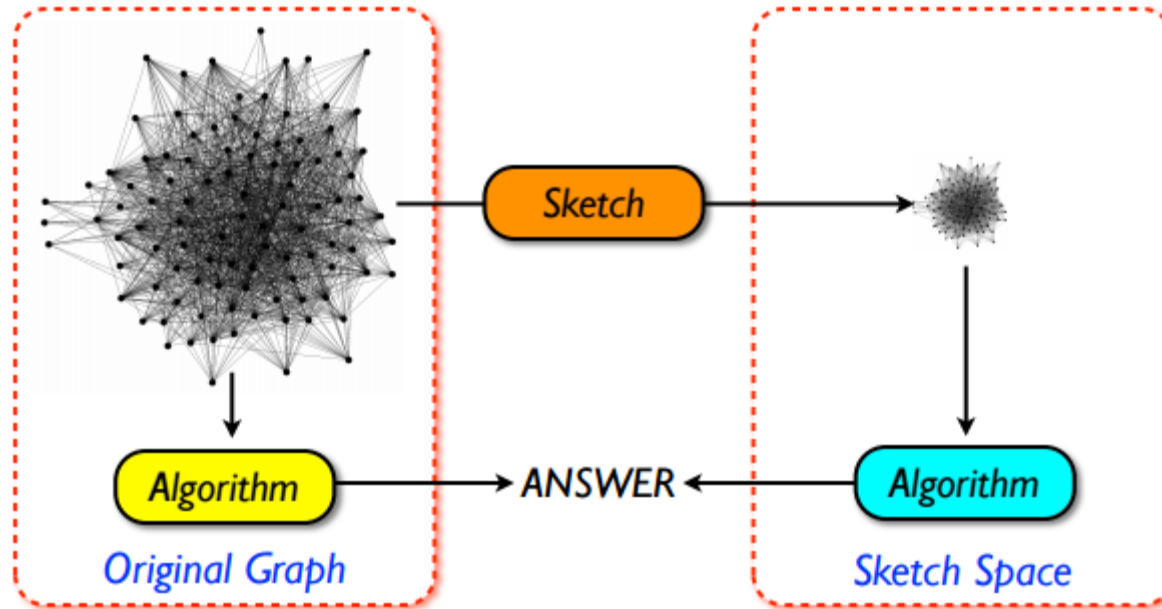 Sketch
Algorithm
ANSWER
Algorithm
Original Graph
Sketch Space